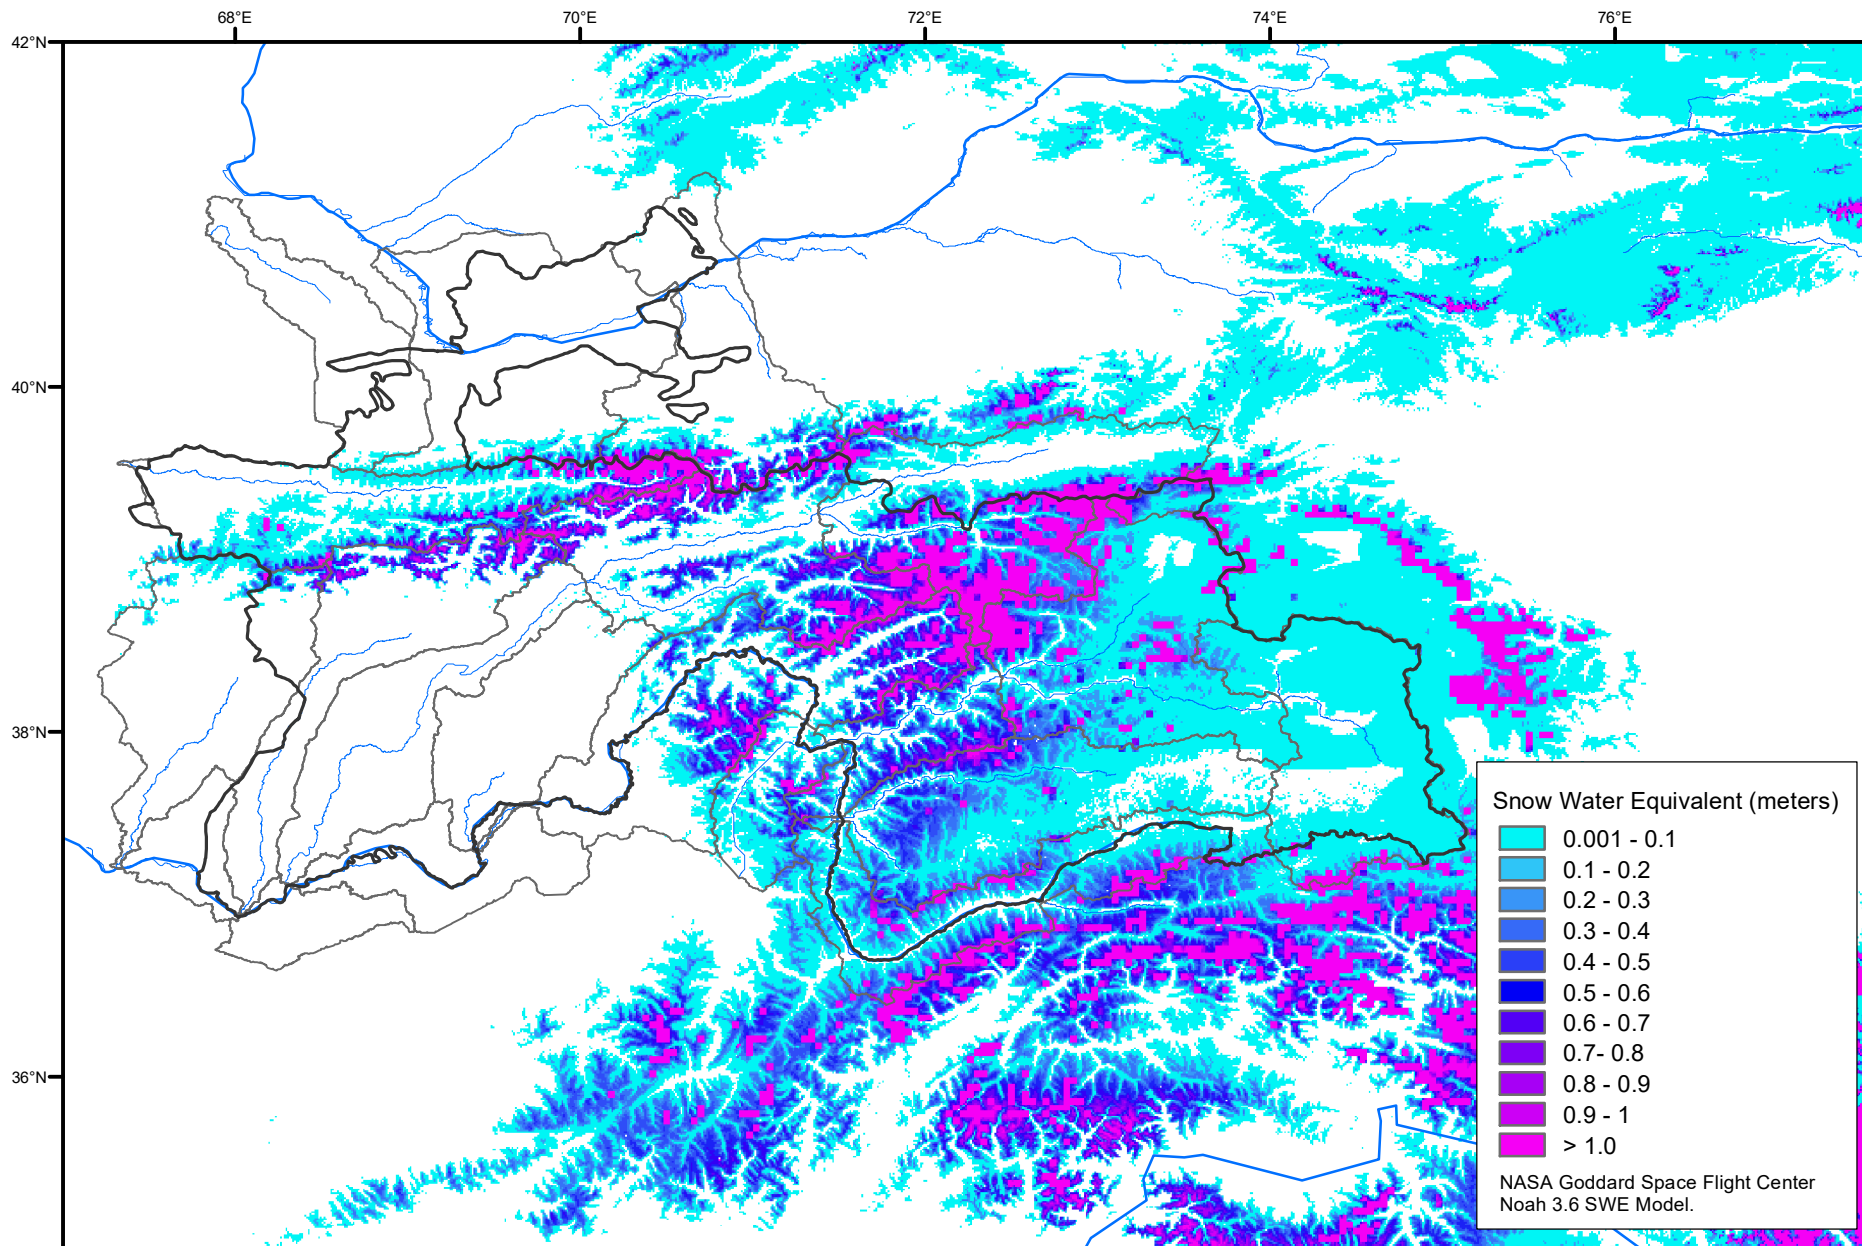 68°E
70°E
72°E
74°E
76°E
42°N
40°N
38°N
36°N
Snow Water Equivalent (meters)
0.001 - 0.1
0.1 - 0.2
0.2 - 0.3
0.3 - 0.4
0.4 - 0.5
0.5 - 0.6
0.6 - 0.7
0.7- 0.8
0.8 - 0.9
0.9 - 1
> 1.0
NASA Goddard Space Flight Center
Noah 3.6 SWE Model.